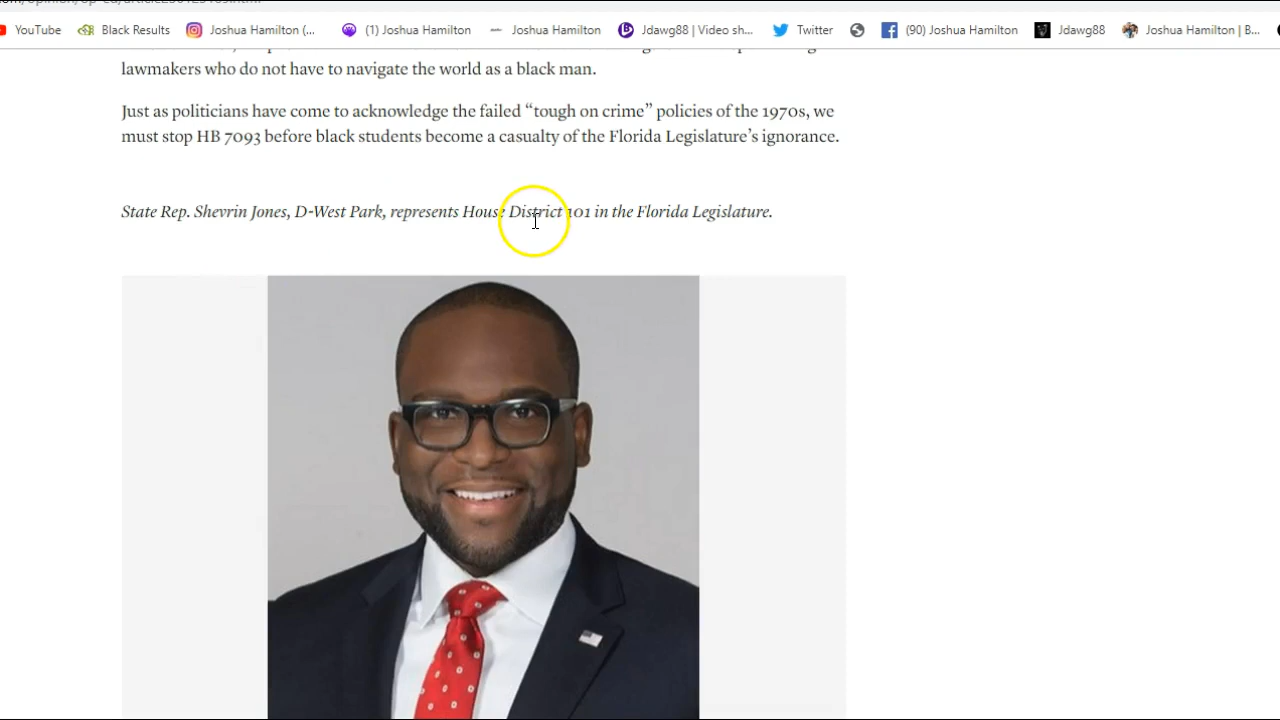 YouTube Black Results Joshua Hamilton (... (1) Joshua Hamilton Joshua Hamilton Jdawg88 | Video sh... Twitter (90) Joshua Hamilton Jdawg88 Joshua Hamilton | B...
lawmakers who do not have to navigate the world as a black man.
Just as politicians have come to acknowledge the failed “tough on crime” policies of the 1970s, we
must stop HB 7093 before black students become a casualty of the Florida Legislature’s ignorance.
State Rep. Shevrin Jones, D-West Park, represents House District 101 in the Florida Legislature.